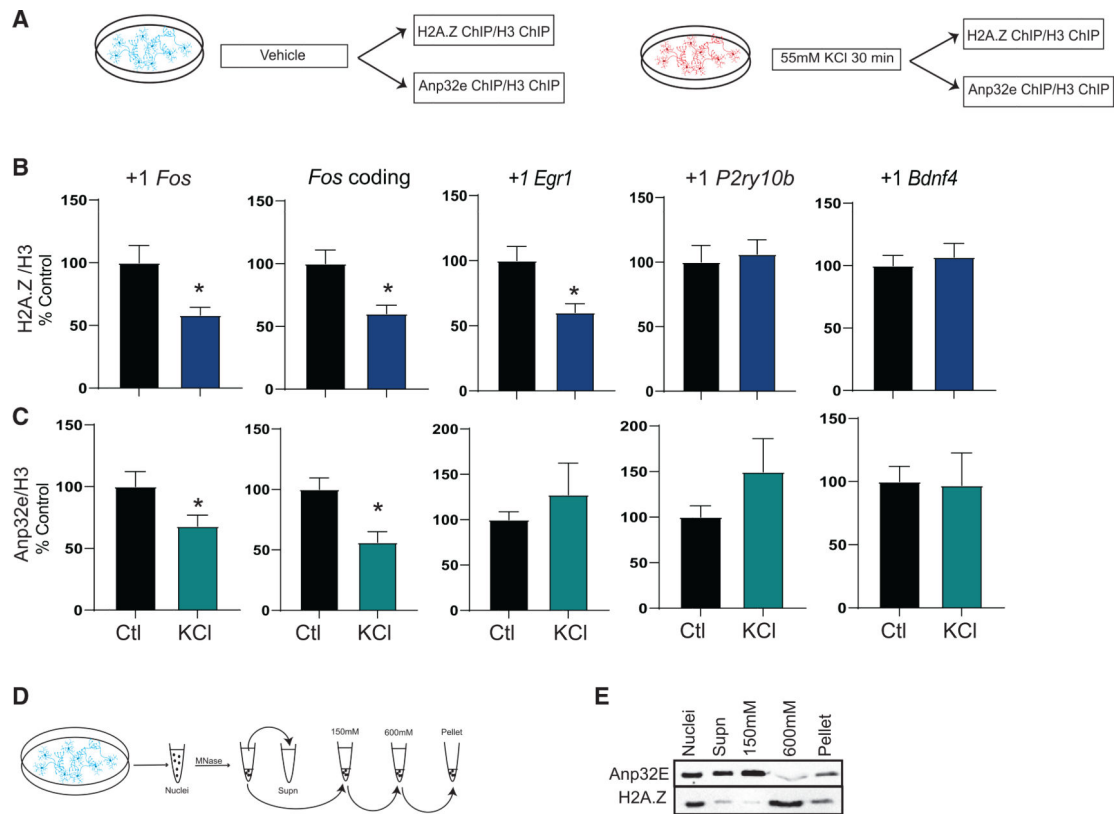 A
Vehicle
H2A.Z ChIP/H3 ChIP
Anp32e ChIP/H3 ChIP
55mM KCl 30 min
H2A.Z ChIP/H3 ChIP
Anp32e ChIP/H3 ChIP
B
+1 Fos
Fos coding
+1 Egr1
+1 P2ry10b
+1 Bdnf4
H2A.Z /H3
% Control
150
100
50
0
*
150
100
50
0
*
150
100
50
0
*
150
100
50
0
150
100
50
0
C
Anp32e/H3
% Control
150
100
50
0
*
Ctl KCl
150
100
50
0
*
Ctl KCl
200
150
100
50
0
Ctl KCl
200
150
100
50
0
Ctl KCl
150
100
50
0
Ctl KCl
D
Nuclei
MNase
Supn
150mM
600mM
Pellet
E
Nuclei
Supn
150mM
600mM
Pellet
Anp32E
H2A.Z